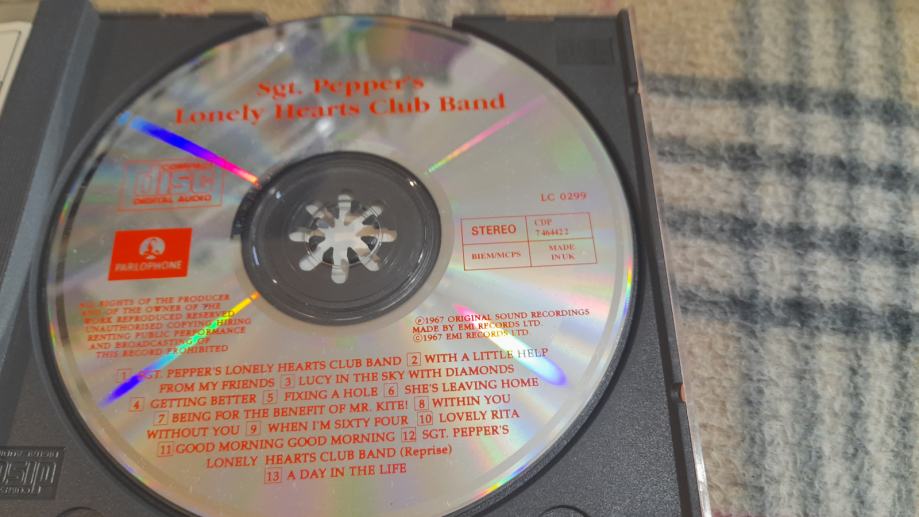 Sgt. Pepper's
Lonely Hearts Club Band
COMPACT
disc
DIGITAL AUDIO
LC 0299
STEREO
CDP
7 46442 2
BIEM/MCPS
MADE
IN UK
PARLOPHONE
ALL RIGHTS OF THE PRODUCER
AND OF THE OWNER OF THE
WORK REPRODUCED RESERVED
UNAUTHORISED COPYING HIRING
RENTING PUBLIC PERFORMANCE
AND BROADCASTING OF
THIS RECORD PROHIBITED
℗1967 ORIGINAL SOUND RECORDINGS
MADE BY EMI RECORDS LTD.
©1967 EMI RECORDS LTD.
1 SGT. PEPPER'S LONELY HEARTS CLUB BAND 2 WITH A LITTLE HELP
FROM MY FRIENDS 3 LUCY IN THE SKY WITH DIAMONDS
4 GETTING BETTER 5 FIXING A HOLE 6 SHE'S LEAVING HOME
7 BEING FOR THE BENEFIT OF MR. KITE! 8 WITHIN YOU
WITHOUT YOU 9 WHEN I'M SIXTY FOUR 10 LOVELY RITA
11 GOOD MORNING GOOD MORNING 12 SGT. PEPPER'S
LONELY HEARTS CLUB BAND (Reprise)
13 A DAY IN THE LIFE